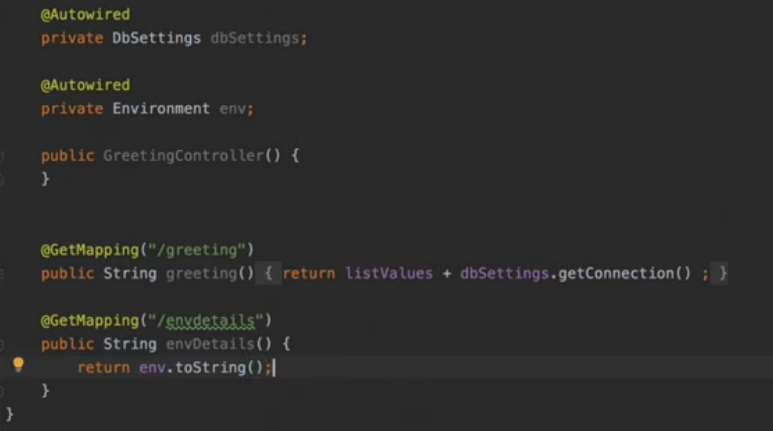 @Autowired
private DbSettings dbSettings;
@Autowired
private Environment env;
public GreetingController() {
}
@GetMapping("/greeting")
public String greeting() { return listValues + dbSettings.getConnection() ; }
@GetMapping("/envdetails")
public String envDetails() {
return env.toString();
}
}